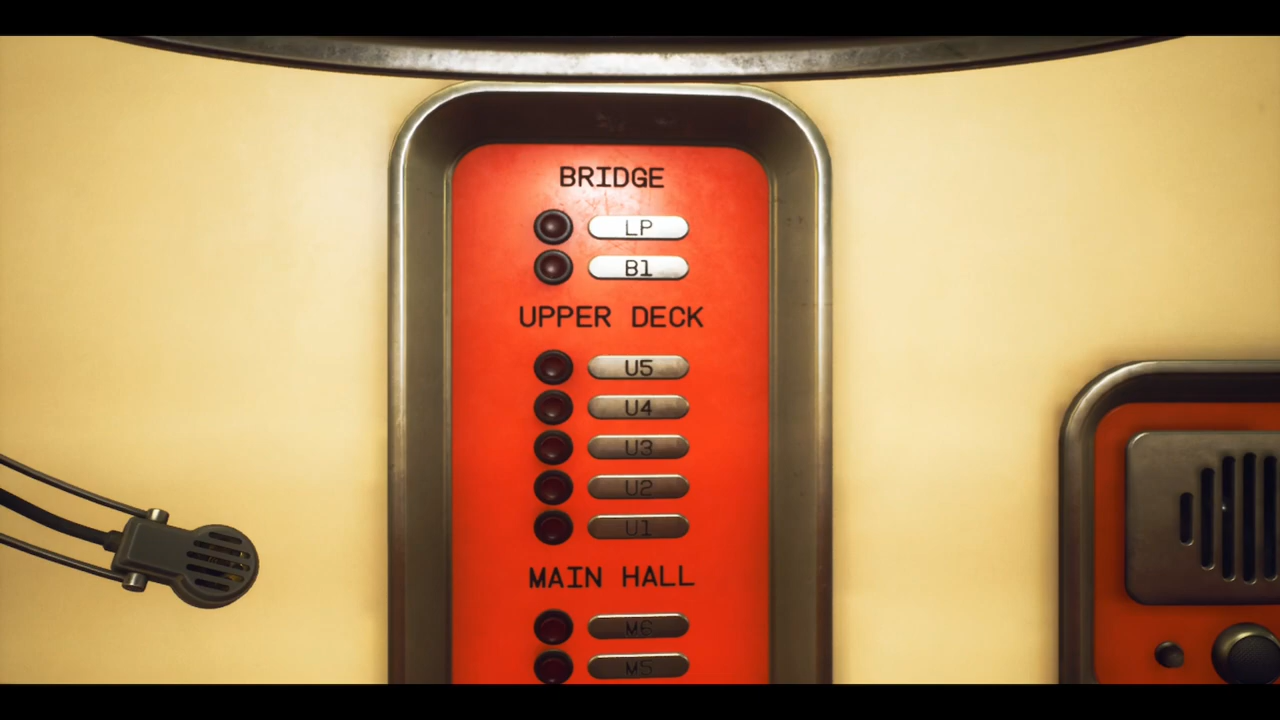 BRIDGE
LP
B1
UPPER DECK
U5
U4
U3
U2
U1
MAIN HALL
M6
M5